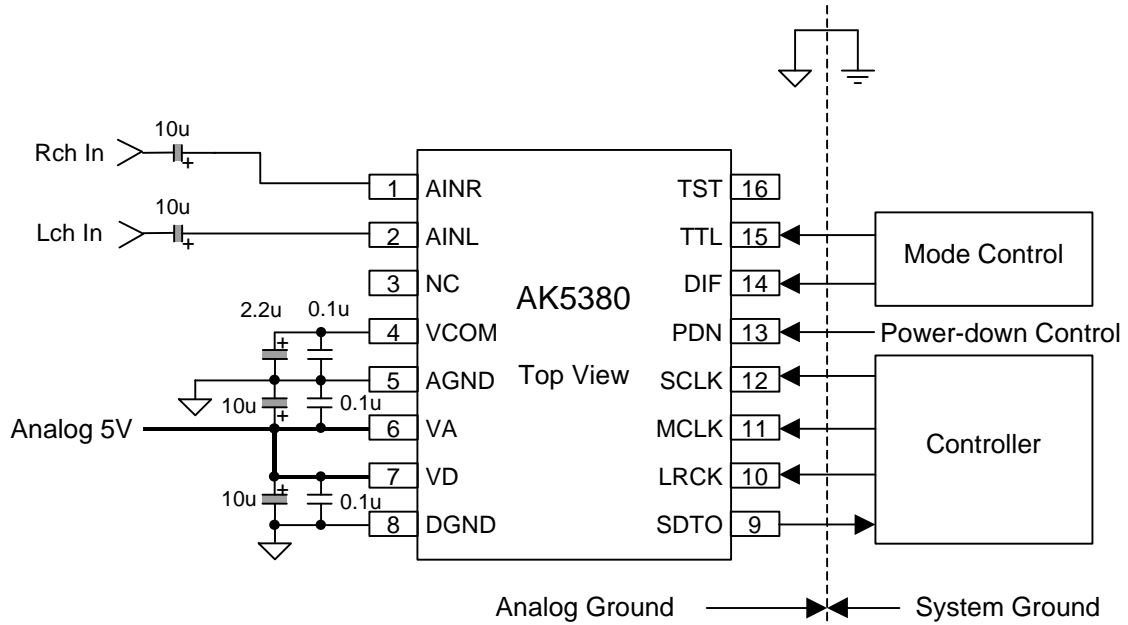 10u
+
Rch In
1 AINR
TST 16
10u
+
Lch In
2 AINL
TTL 15
Mode Control
3 NC
DIF 14
AK5380
2.2u
0.1u
+
4 VCOM
PDN 13
Power-down Control
Top View
5 AGND
SCLK 12
10u
+
0.1u
Analog 5V
6 VA
MCLK 11
Controller
7 VD
LRCK 10
10u
+
0.1u
8 DGND
SDTO 9
Analog Ground
System Ground